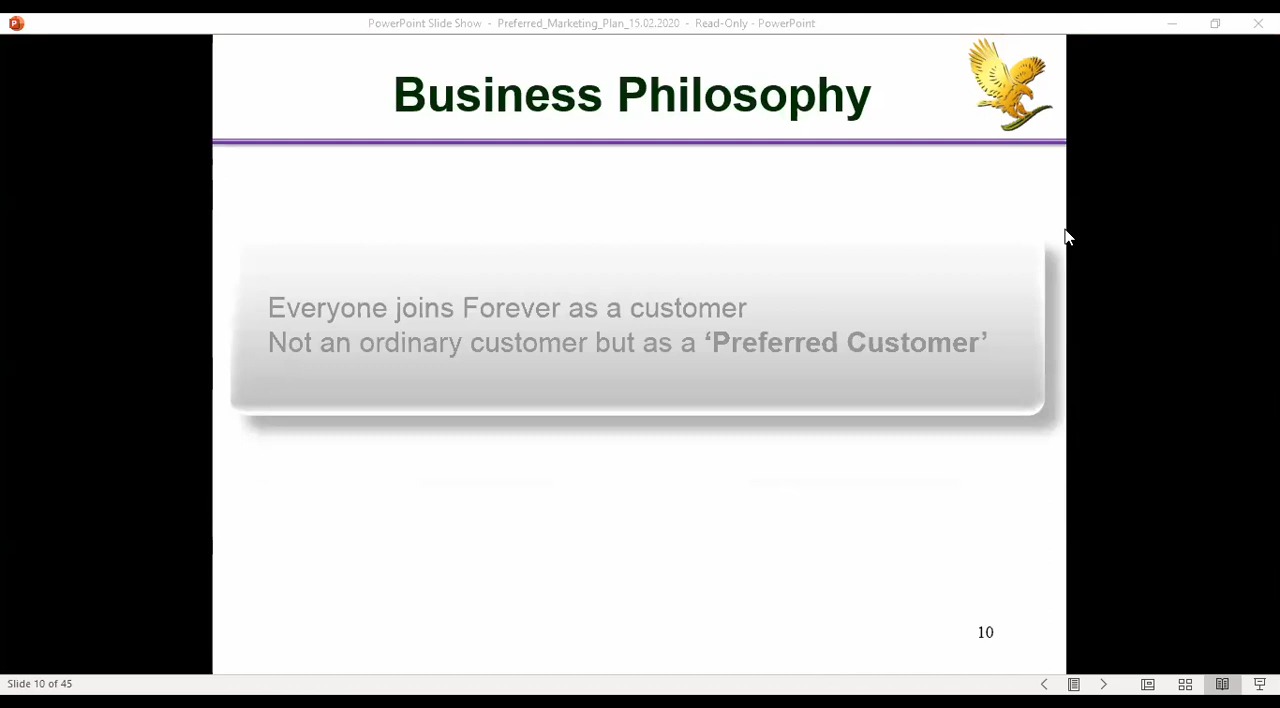 PowerPoint Slide Show - Preferred_Marketing_Plan_15.02.2020 - Read-Only - PowerPoint
Business Philosophy
Everyone joins Forever as a customer
Not an ordinary customer but as a ‘Preferred Customer’
10
Slide 10 of 45